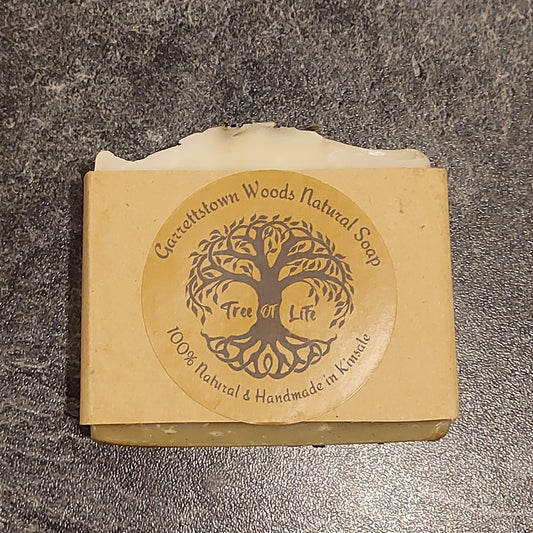 Garrettstown Woods Natural Soap
Tree OF Life
100% Natural & Handmade in Kinsale